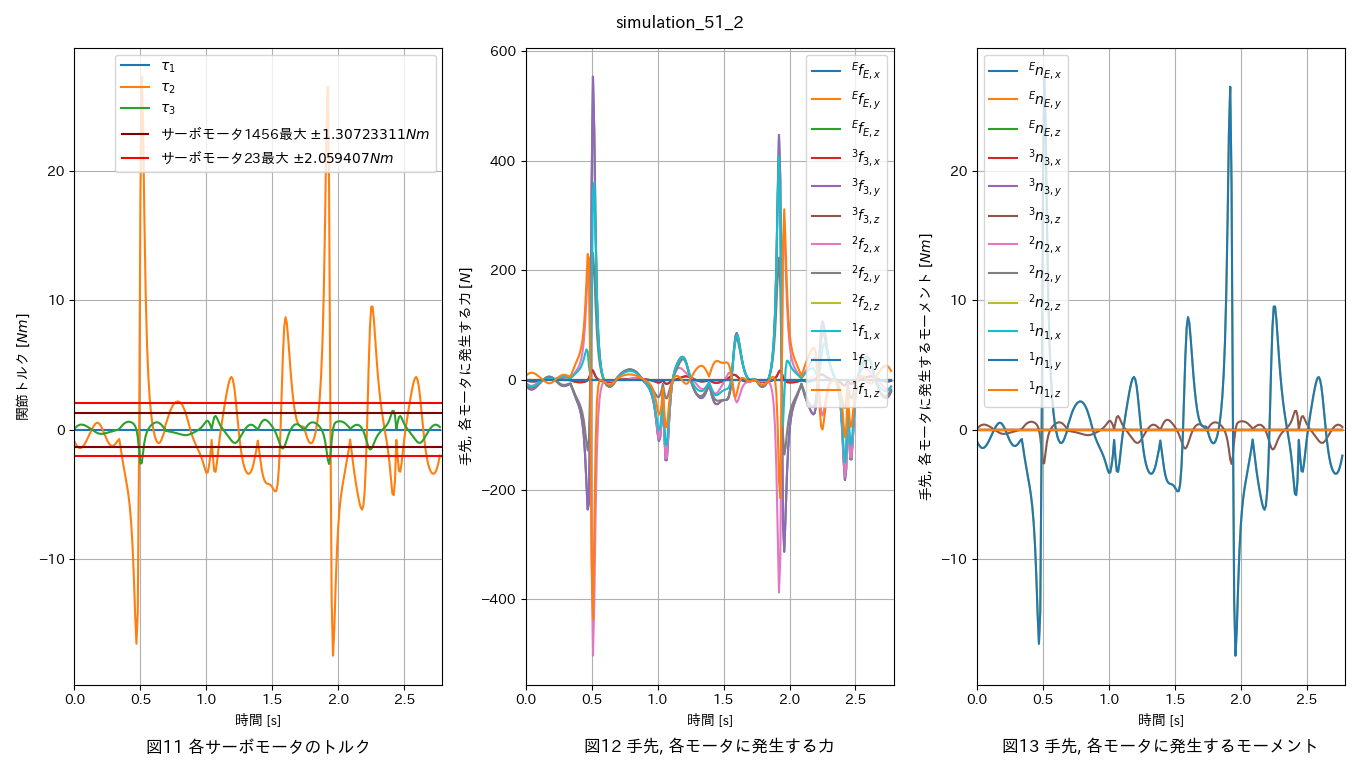 simulation_51_2
τ1
τ2
τ3
サーボモータ1456最大 ±1.30723311Nm
サーボモータ23最大 ±2.059407Nm
関節トルク [Nm]
20
10
0
−10
0.0 0.5 1.0 1.5 2.0 2.5
時間 [s]
図11 各サーボモータのトルク
EfE, x
EfE, y
EfE, z
3f3, x
3f3, y
3f3, z
2f2, x
2f2, y
2f2, z
1f1, x
1f1, y
1f1, z
手先, 各モータに発生する力 [N]
600
400
200
0
−200
−400
0.0 0.5 1.0 1.5 2.0 2.5
時間 [s]
図12 手先, 各モータに発生する力
EnE, x
EnE, y
EnE, z
3n3, x
3n3, y
3n3, z
2n2, x
2n2, y
2n2, z
1n1, x
1n1, y
1n1, z
手先, 各モータに発生するモーメント [Nm]
20
10
0
−10
0.0 0.5 1.0 1.5 2.0 2.5
時間 [s]
図13 手先, 各モータに発生するモーメント